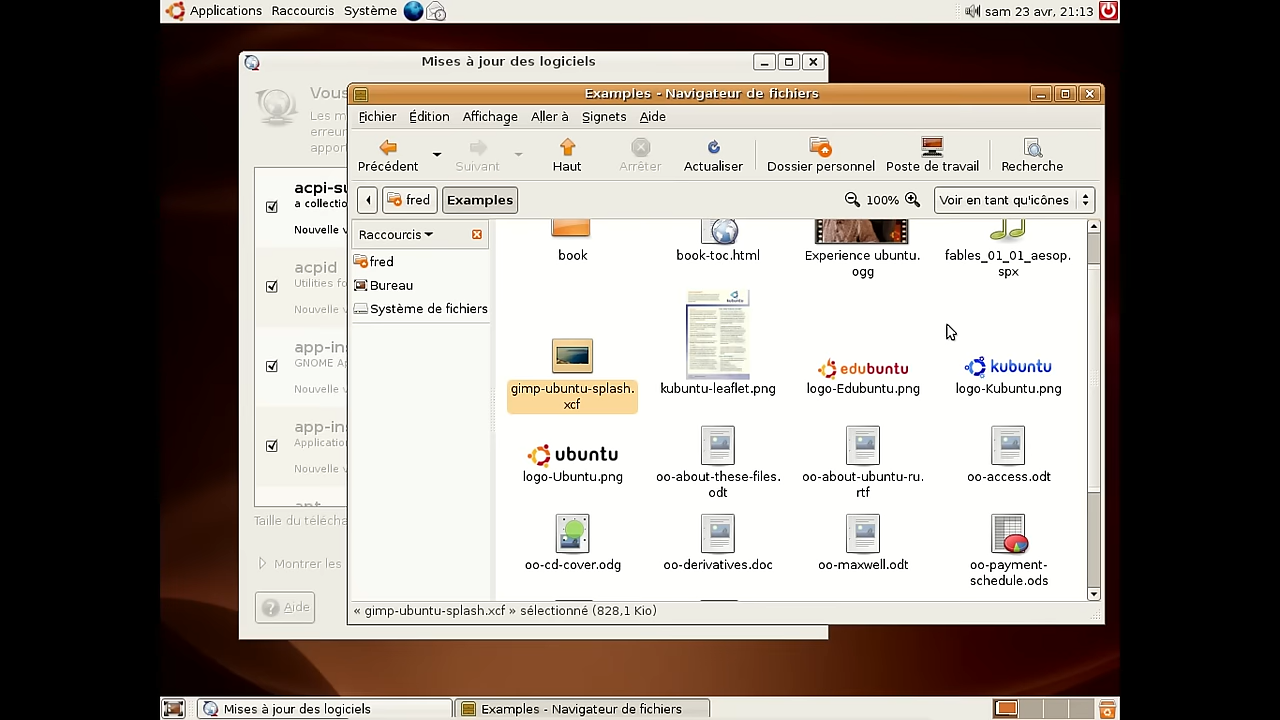 Applications Raccourcis Système
sam 23 avr, 21:13
Mises à jour des logiciels
Vous
Les m
erreu
apport
acpi-su
a collectio
Nouvelle v
acpid
Utilities fo
Nouvelle v
app-ins
GNOME Ap
Nouvelle v
app-ins
Application
Nouvelle v
Taille du télécha
Montrer les
Aide
Examples - Navigateur de fichiers
Fichier Édition Affichage Aller à Signets Aide
Précédent Suivant Haut Arrêter Actualiser Dossier personnel Poste de travail Recherche
fred Examples 100% Voir en tant qu'icônes
Raccourcis
fred
Bureau
Système de fichiers
book
book-toc.html
Experience ubuntu.
ogg
fables_01_01_aesop.
spx
gimp-ubuntu-splash.
xcf
kubuntu
kubuntu-leaflet.png
edubuntu
logo-Edubuntu.png
kubuntu
logo-Kubuntu.png
ubuntu
logo-Ubuntu.png
oo-about-these-files.
odt
oo-about-ubuntu-ru.
rtf
oo-access.odt
oo-cd-cover.odg
oo-derivatives.doc
oo-maxwell.odt
oo-payment-
schedule.ods
« gimp-ubuntu-splash.xcf » sélectionné (828,1 Kio)
Mises à jour des logiciels
Examples - Navigateur de fichiers